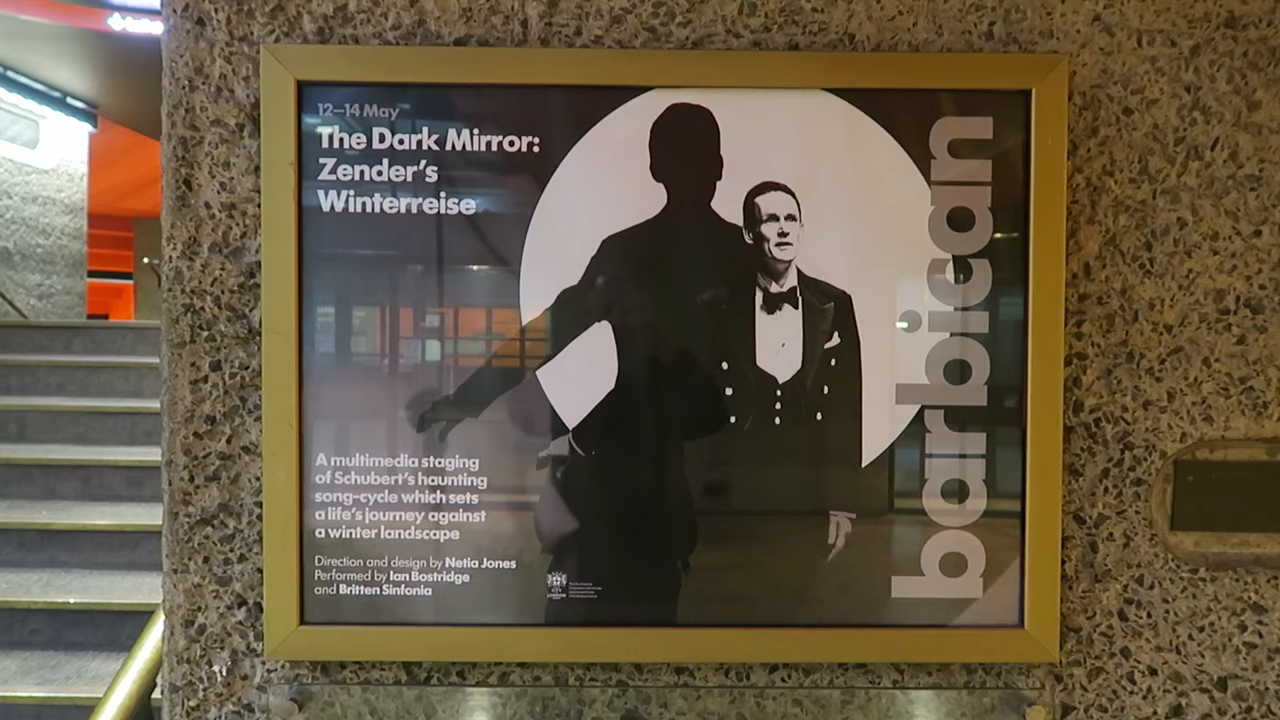 12–14 May
The Dark Mirror:
Zender's
Winterreise
A multimedia staging
of Schubert's haunting
song-cycle which sets
a life's journey against
a winter landscape
Direction and design by Netia Jones
Performed by Ian Bostridge
and Britten Sinfonia
barbican